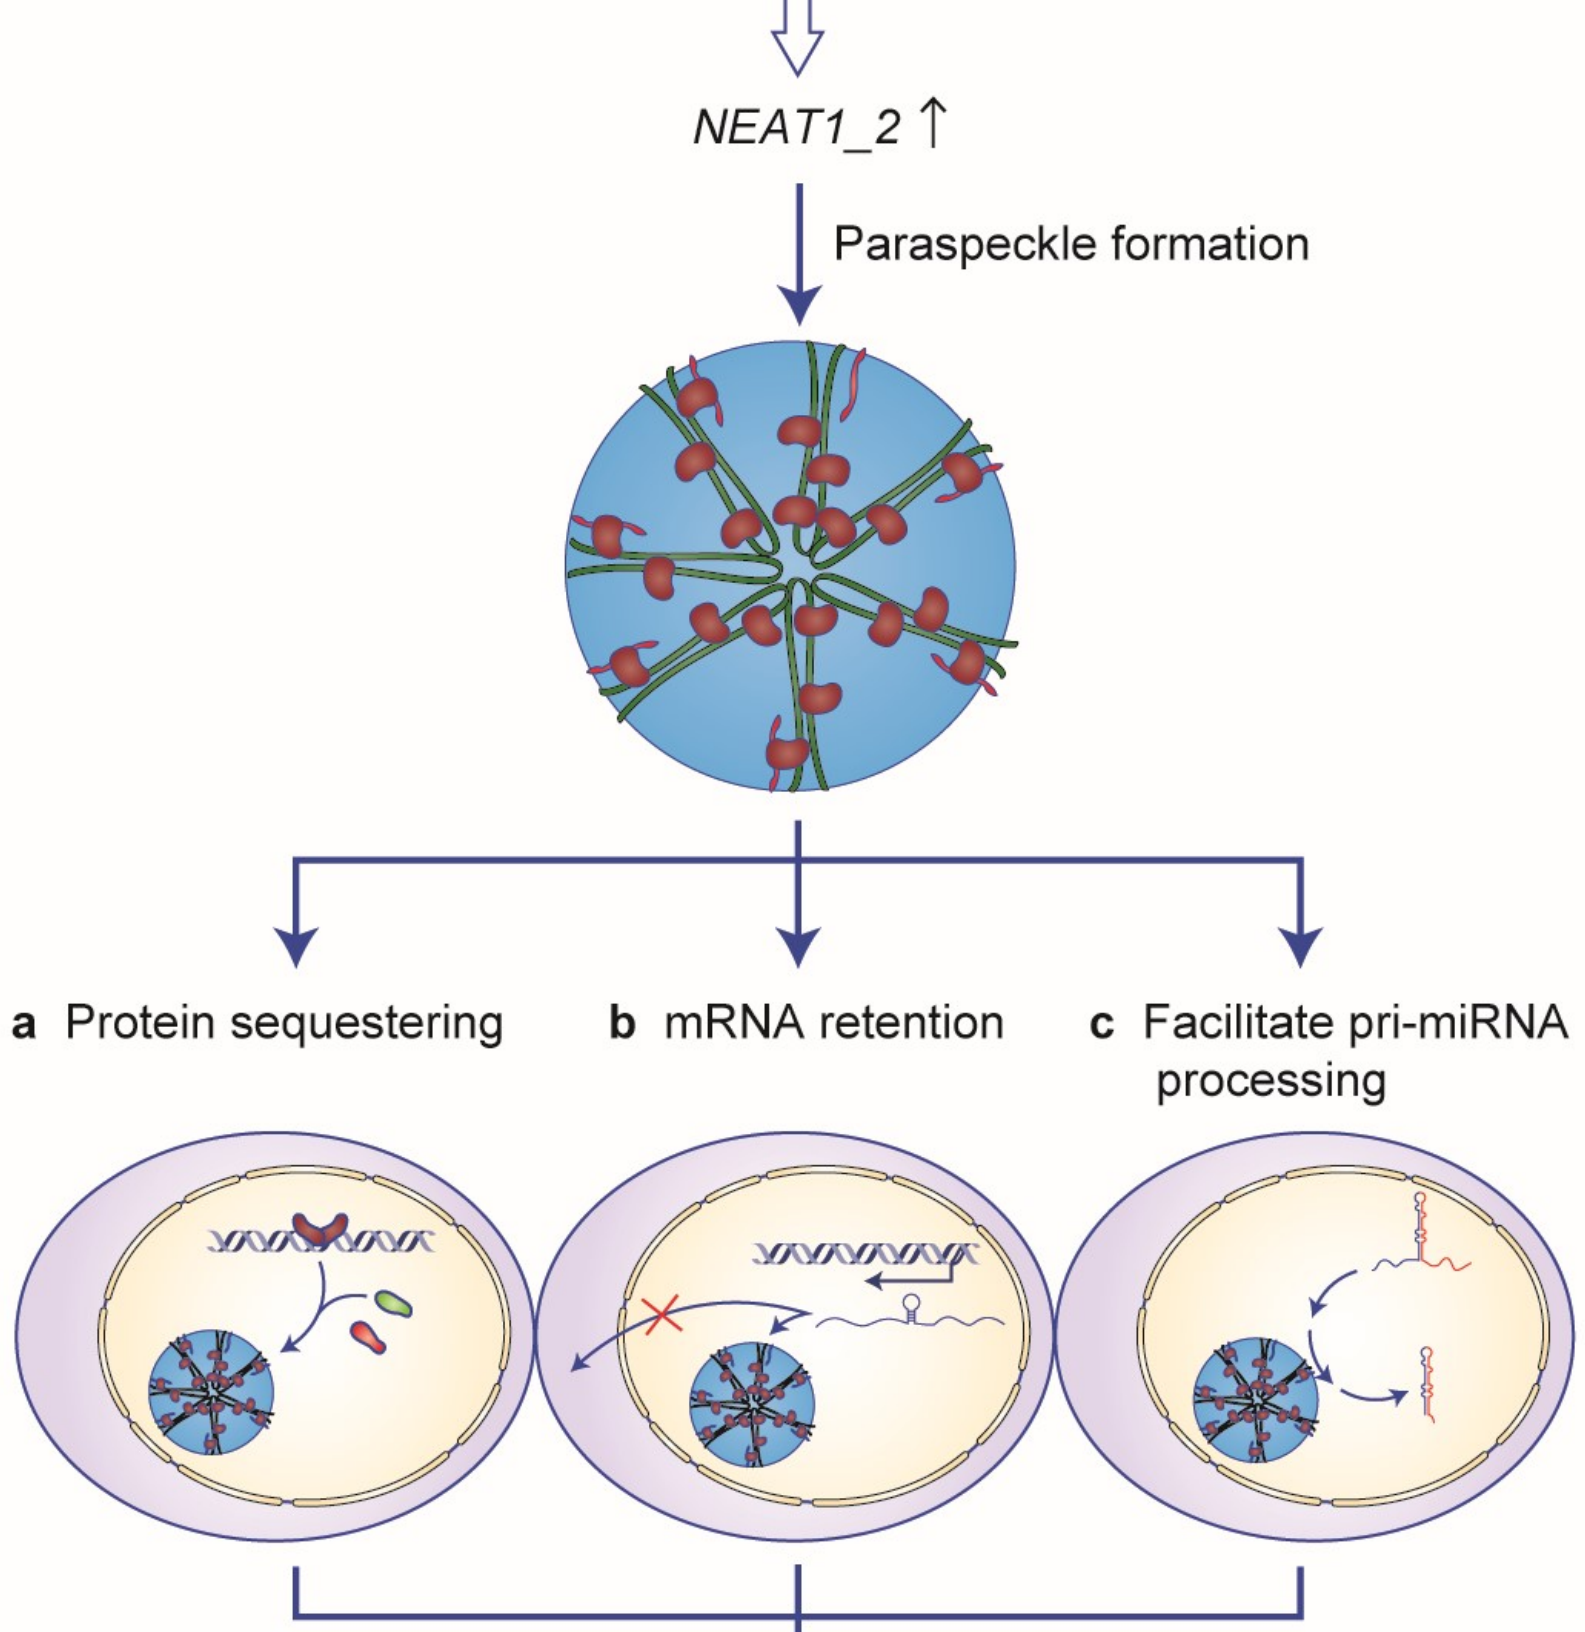 NEAT1_2 ↑
Paraspeckle formation
a Protein sequestering
b mRNA retention
c Facilitate pri-miRNA
processing